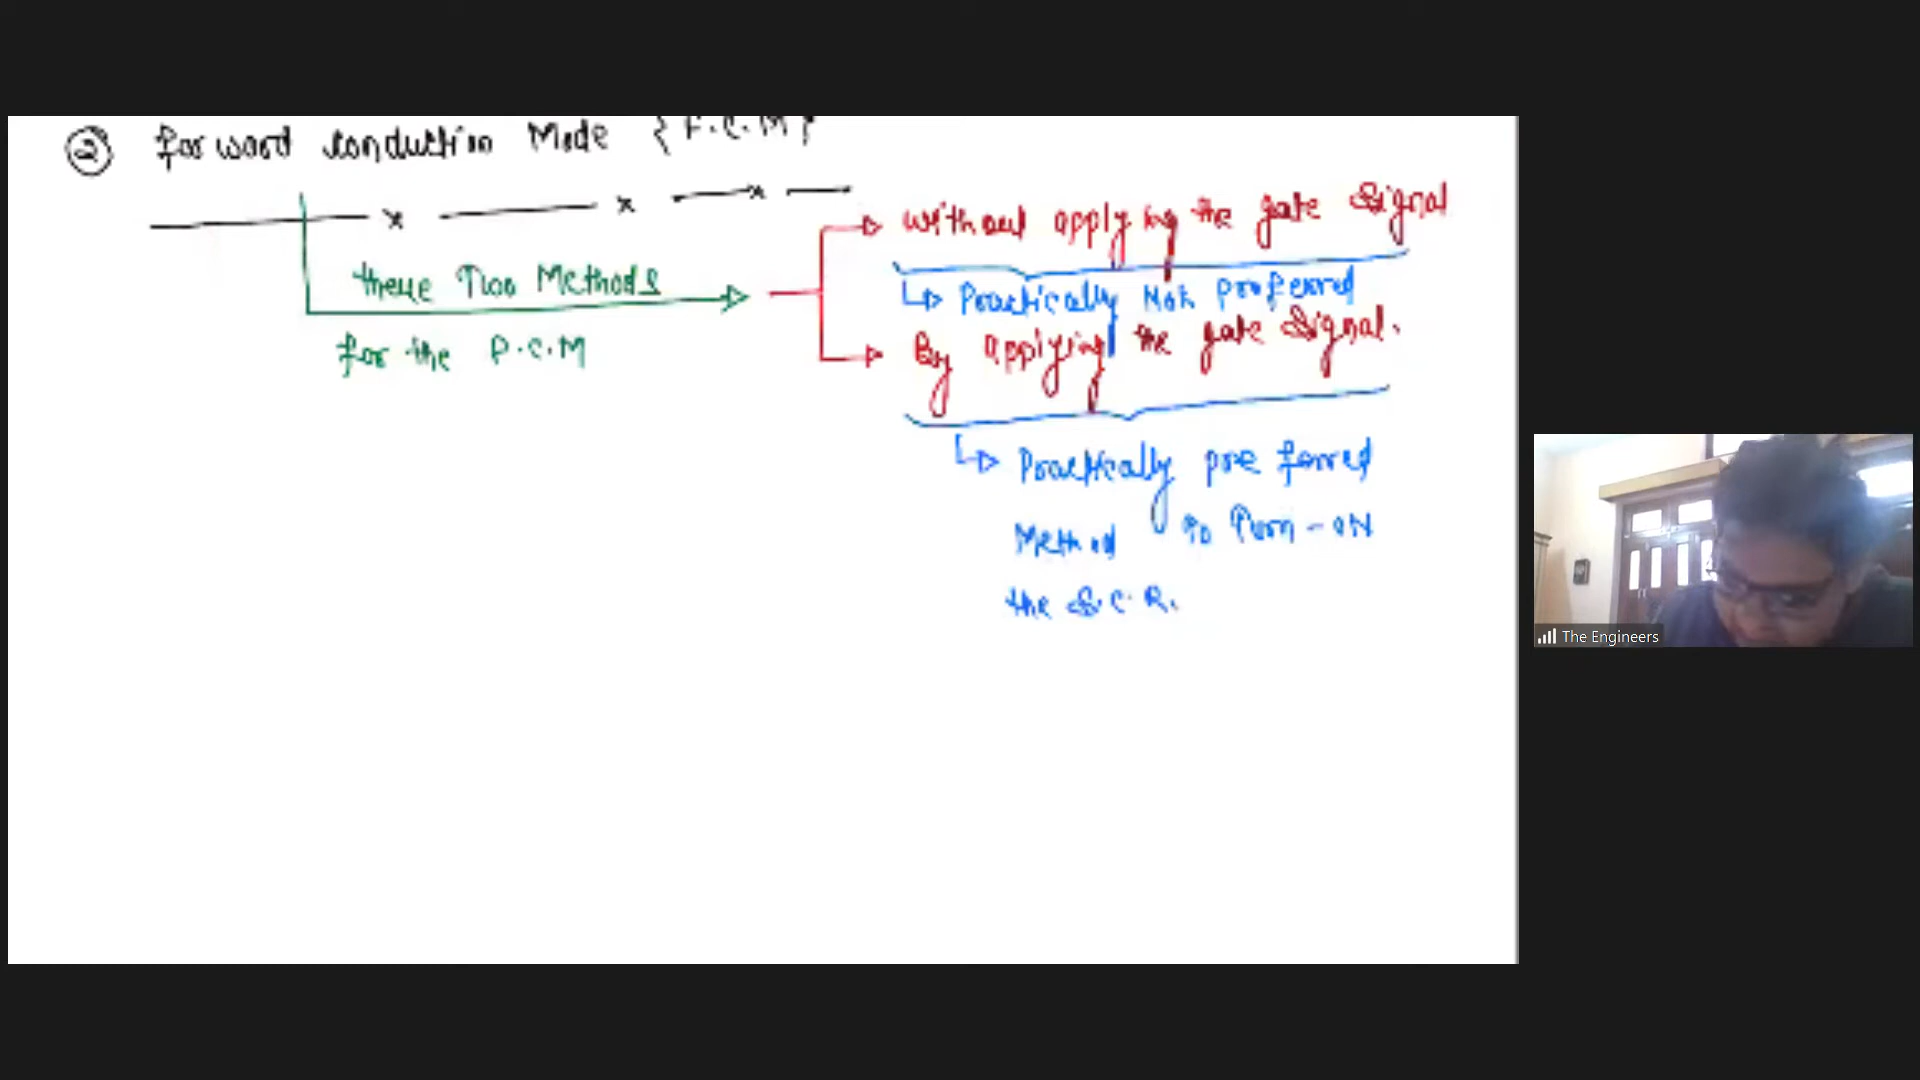 ② forward conduction Mode {F.C.M}
there Two Methods
for the F.C.M
without applying the gate signal
Practically Not preferred
By applying the gate signal.
Practically preferred
Method to Turn-ON
the S.C.R.
The Engineers